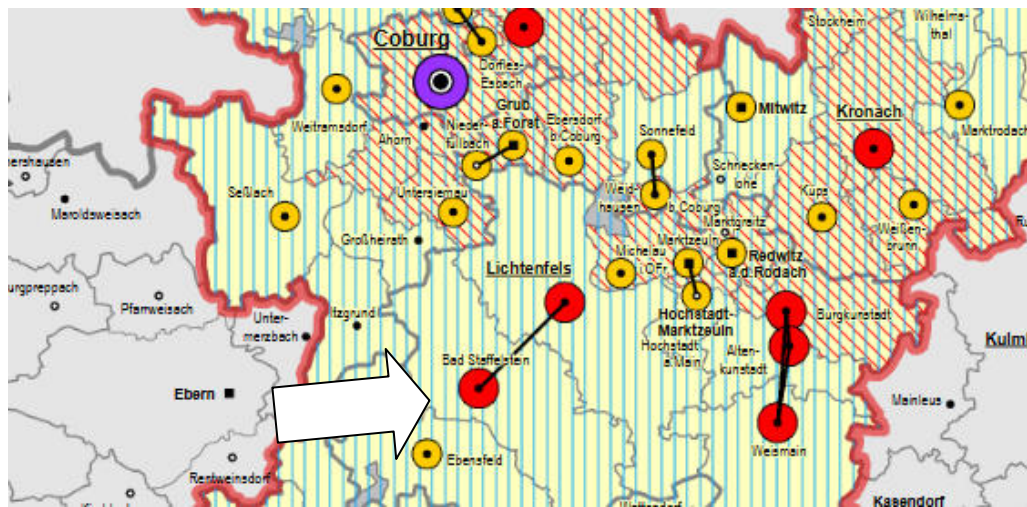 Stockheim
Wilhelms-
thal
Coburg
Dörfles-
Esbach
Mitwitz
Kronach
Marktrodach
Weitramsdorf
Ahorn
Nieder-
füllbach
Grub
a.Forst
Ebersdorf
b.Coburg
Sonnefeld
Schnecken-
lohe
Maroldsweisach
Seßlach
Untersiemau
Weid-
hausen
b.Coburg
Marktgraitz
Küps
Weißen-
brunn
Großheirath
Lichtenfels
Michelau
i.OFr.
Marktzeuln
Redwitz
a.d.Rodach
Pfarrweisach
Unter-
merzbach
Itzgrund
Hochstadt-
Marktzeuln
Hochstadt
a.Main
Burgkunstadt
Alten-
kunstadt
Bad Staffelstein
Kulm
Ebern
Mainleus
Ebensfeld
Weismain
Rentweinsdorf
Kasendorf